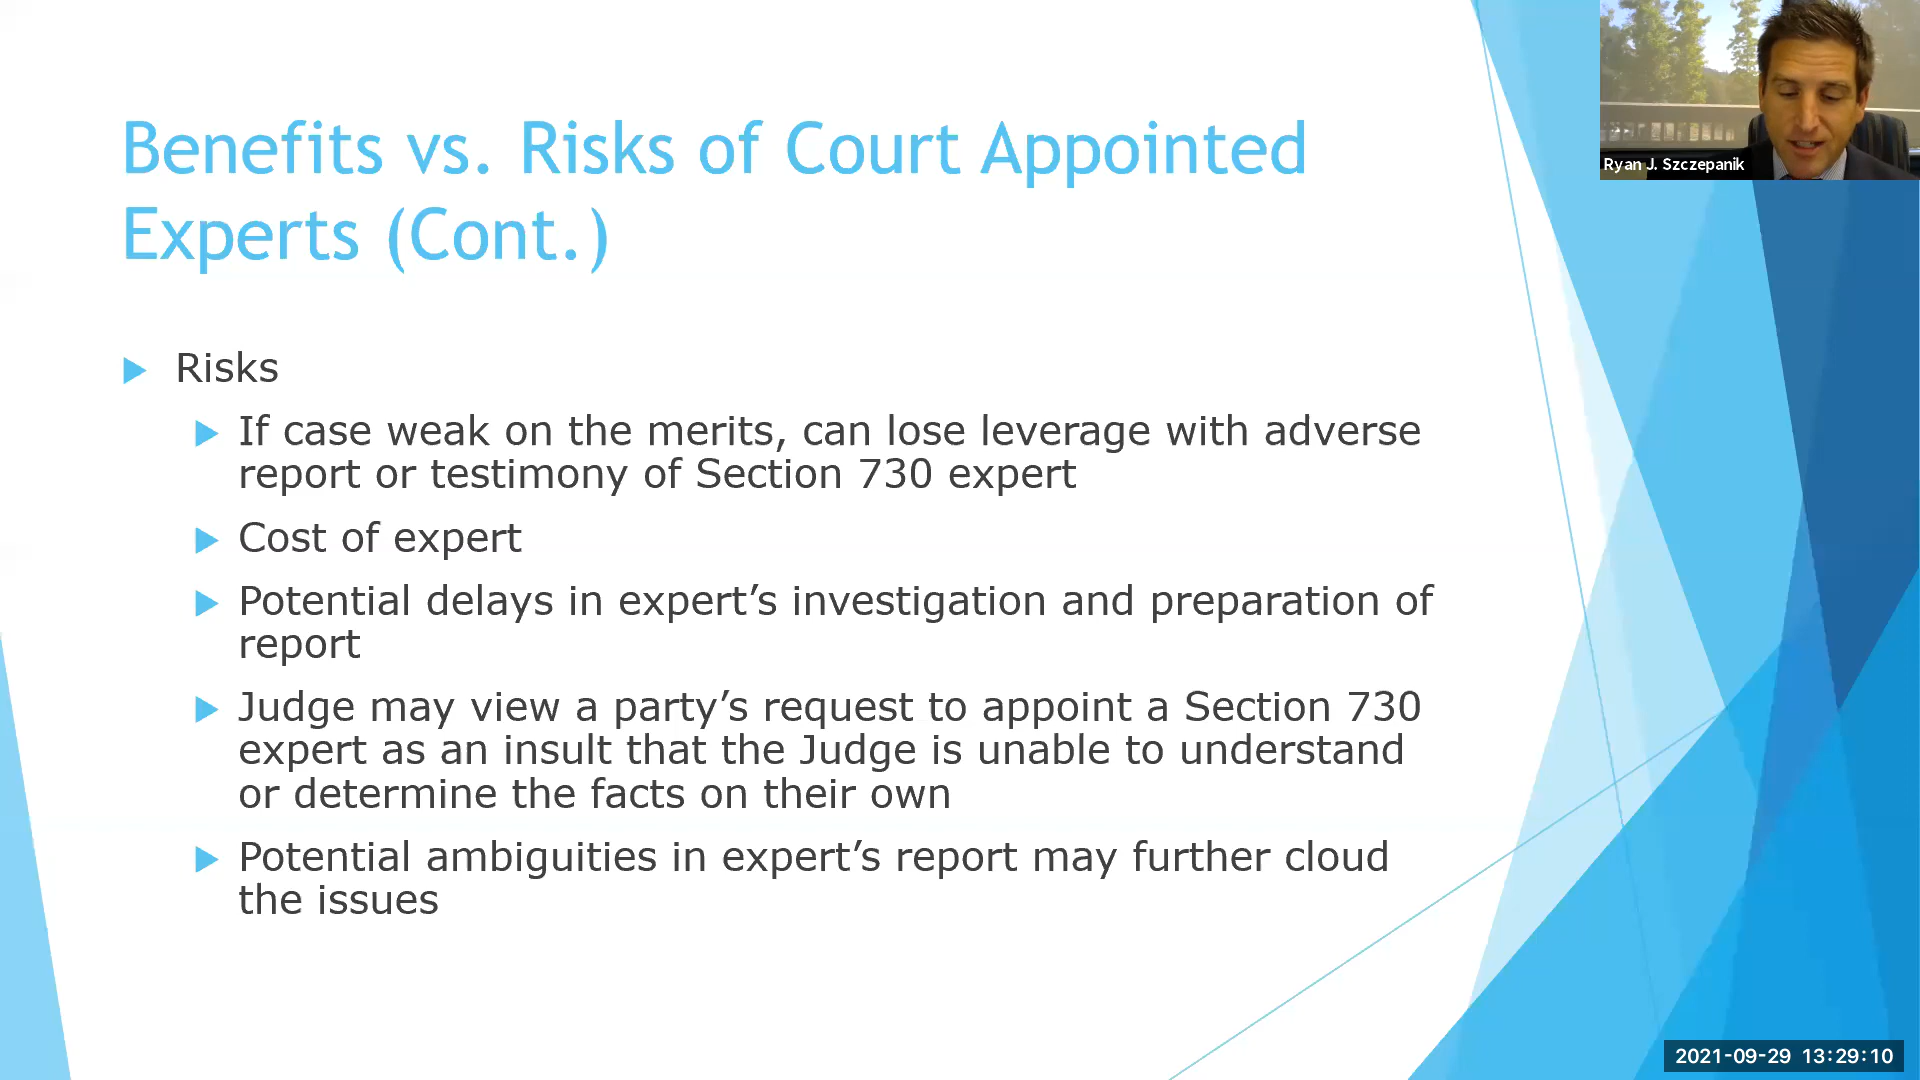 Benefits vs. Risks of Court Appointed
Experts (Cont.)
Ryan J. Szczepanik
Risks
If case weak on the merits, can lose leverage with adverse
report or testimony of Section 730 expert
Cost of expert
Potential delays in expert’s investigation and preparation of
report
Judge may view a party’s request to appoint a Section 730
expert as an insult that the Judge is unable to understand
or determine the facts on their own
Potential ambiguities in expert’s report may further cloud
the issues
2021-09-29 13:29:10